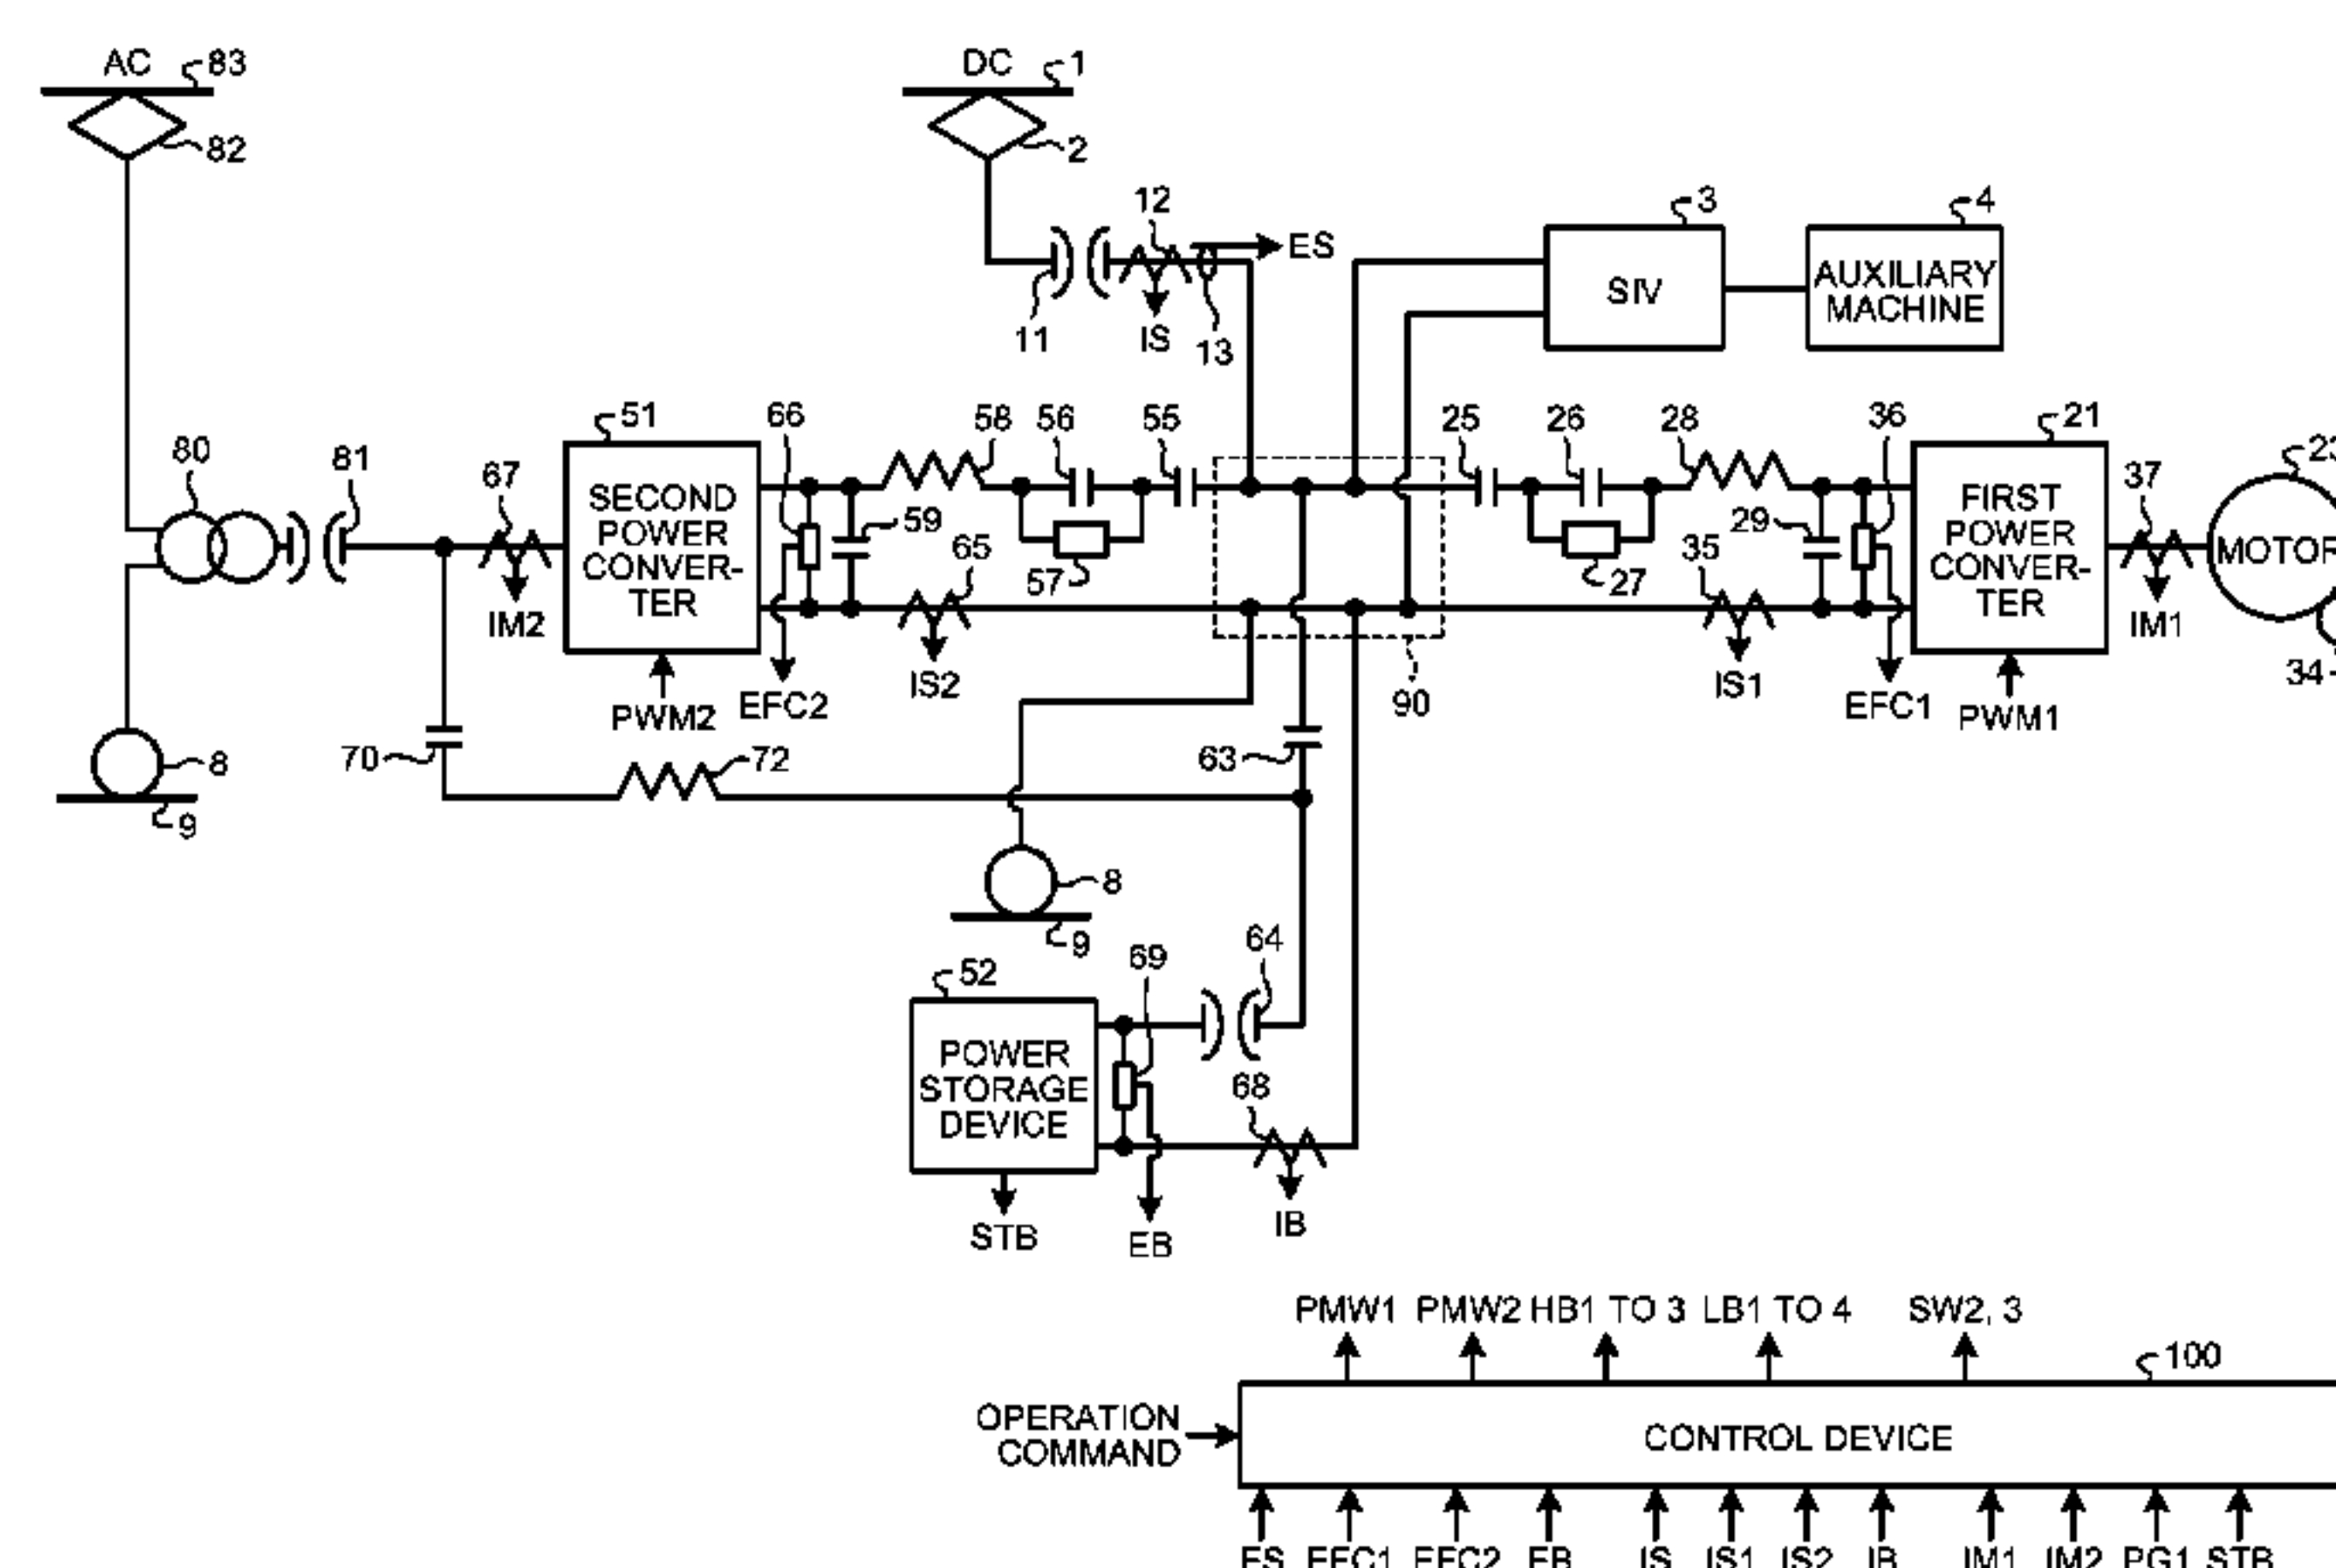 AC 83
DC 1
82
2
12
3
4
ES
SIV
AUXILIARY
MACHINE
11
IS
13
51
66
58
56
55
25
26
28
36
21
80
81
67
37
SECOND
POWER
CONVER-
TER
59
65
57
27
29
35
FIRST
POWER
CONVER-
TER
MOTOR
IM2
IM1
34
PWM2
EFC2
IS2
90
IS1
EFC1
PWM1
70
72
63
8
9
8
9
64
69
52
POWER
STORAGE
DEVICE
68
STB
EB
IB
PMW1 PMW2 HB1 TO 3 LB1 TO 4 SW2, 3
100
OPERATION
COMMAND
CONTROL DEVICE
ES EFC1 EFC2 EB IS IS1 IS2 IB IM1 IM2 PG1 STB